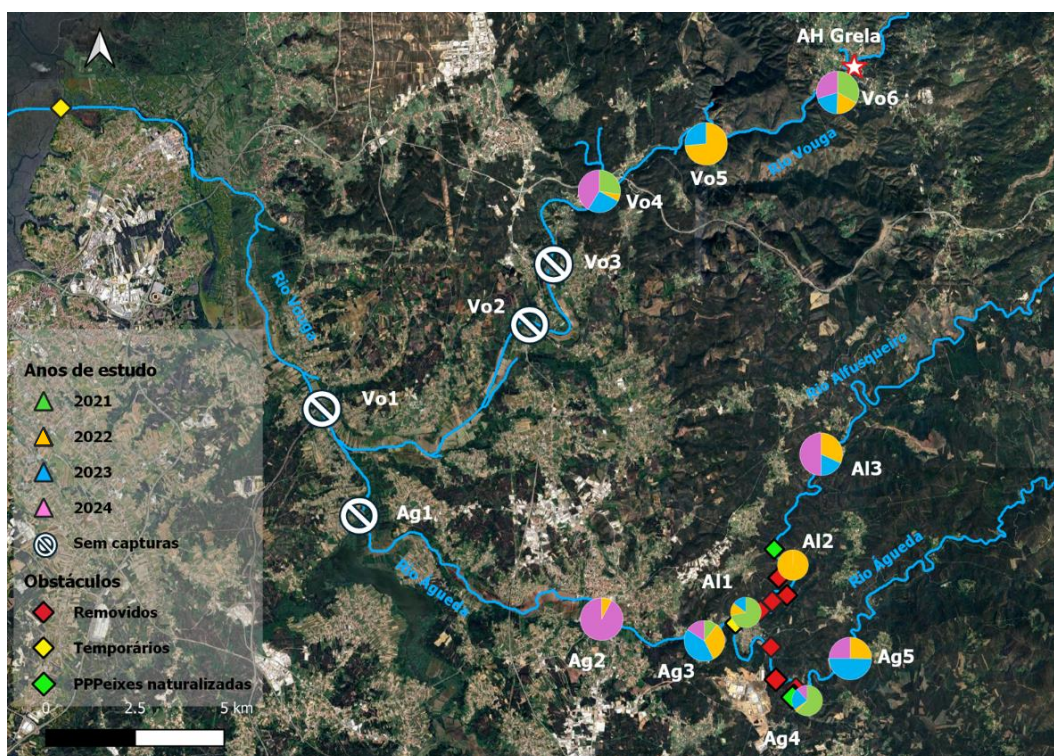 AH Grela
Vo6
Rio Vouga
Vo5
Vo4
Vo3
Vo2
Rio Vouga
Vo1
Rio Alfusqueiro
Al3
Ag1
Rio Águeda
Al2
Al1
Rio Águeda
Ag2
Ag3
Ag5
Ag4
Anos de estudo
2021
2022
2023
2024
Sem capturas
Obstáculos
Removidos
Temporários
PPPeixes naturalizadas
0 2.5 5 km